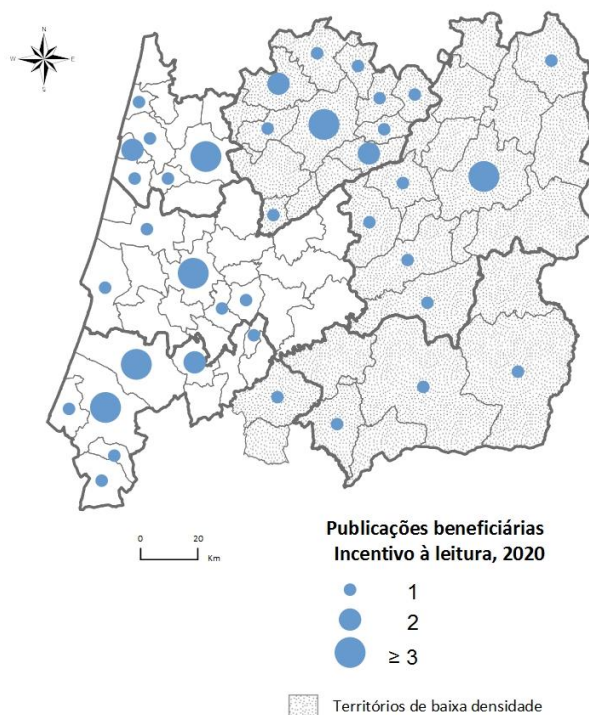 N
W
E
S
0
20
Km
Publicações beneficiárias
Incentivo à leitura, 2020
1
2
≥ 3
Territórios de baixa densidade